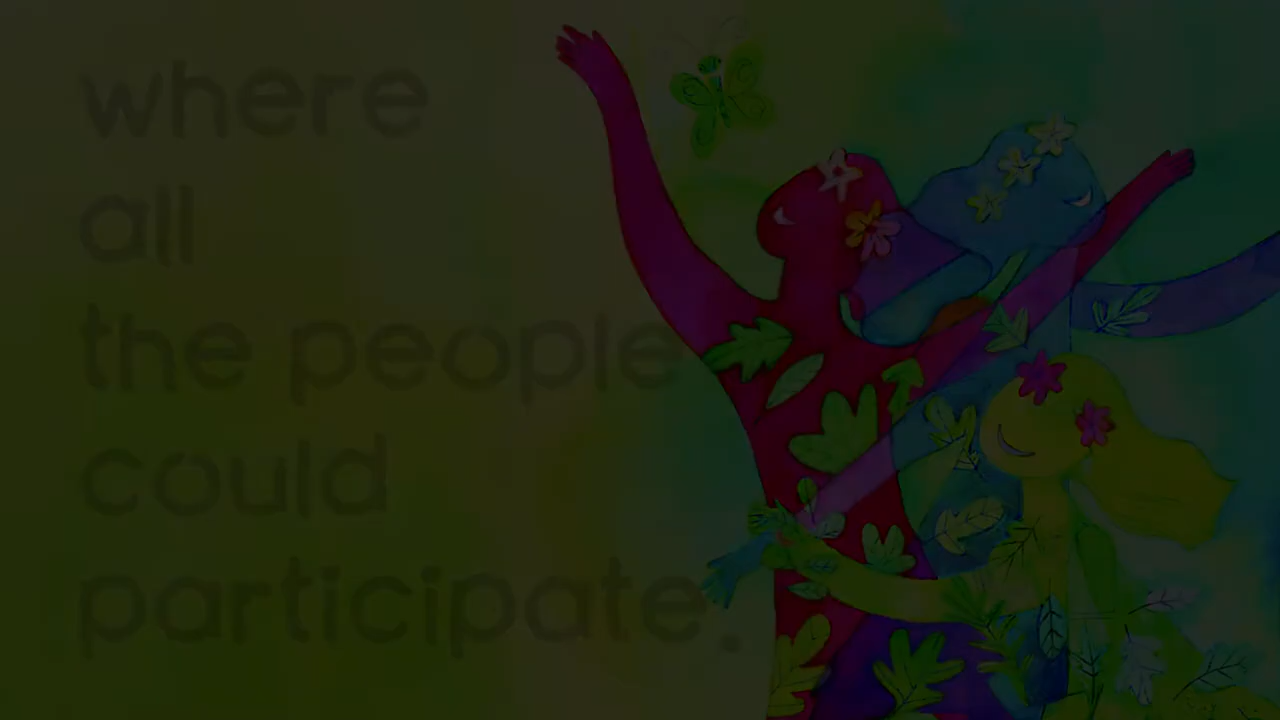 where
all
the people
could
participate.